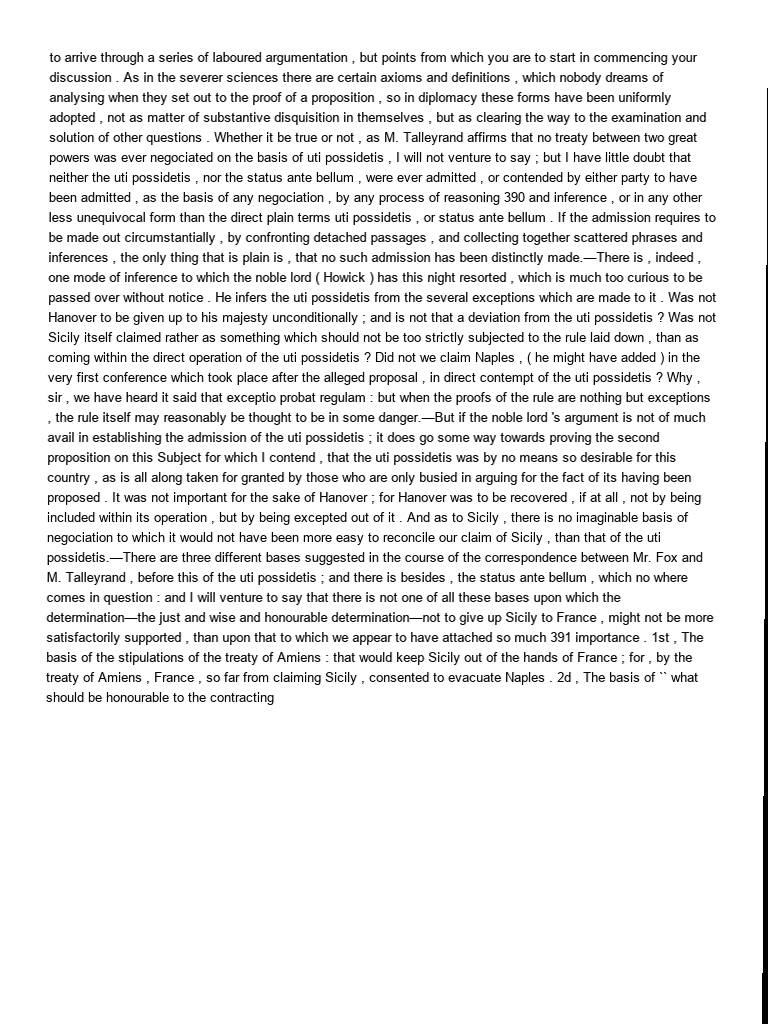 to arrive through a series of laboured argumentation , but points from which you are to start in commencing your
discussion . As in the severer sciences there are certain axioms and definitions , which nobody dreams of
analysing when they set out to the proof of a proposition , so in diplomacy these forms have been uniformly
adopted , not as matter of substantive disquisition in themselves , but as clearing the way to the examination and
solution of other questions . Whether it be true or not , as M. Talleyrand affirms that no treaty between two great
powers was ever negociated on the basis of uti possidetis , I will not venture to say ; but I have little doubt that
neither the uti possidetis , nor the status ante bellum , were ever admitted , or contended by either party to have
been admitted , as the basis of any negociation , by any process of reasoning 390 and inference , or in any other
less unequivocal form than the direct plain terms uti possidetis , or status ante bellum . If the admission requires to
be made out circumstantially , by confronting detached passages , and collecting together scattered phrases and
inferences , the only thing that is plain is , that no such admission has been distinctly made.—There is , indeed ,
one mode of inference to which the noble lord ( Howick ) has this night resorted , which is much too curious to be
passed over without notice . He infers the uti possidetis from the several exceptions which are made to it . Was not
Hanover to be given up to his majesty unconditionally ; and is not that a deviation from the uti possidetis ? Was not
Sicily itself claimed rather as something which should not be too strictly subjected to the rule laid down , than as
coming within the direct operation of the uti possidetis ? Did not we claim Naples , ( he might have added ) in the
very first conference which took place after the alleged proposal , in direct contempt of the uti possidetis ? Why ,
sir , we have heard it said that exceptio probat regulam : but when the proofs of the rule are nothing but exceptions
, the rule itself may reasonably be thought to be in some danger.—But if the noble lord 's argument is not of much
avail in establishing the admission of the uti possidetis ; it does go some way towards proving the second
proposition on this Subject for which I contend , that the uti possidetis was by no means so desirable for this
country , as is all along taken for granted by those who are only busied in arguing for the fact of its having been
proposed . It was not important for the sake of Hanover ; for Hanover was to be recovered , if at all , not by being
included within its operation , but by being excepted out of it . And as to Sicily , there is no imaginable basis of
negociation to which it would not have been more easy to reconcile our claim of Sicily , than that of the uti
possidetis.—There are three different bases suggested in the course of the correspondence between Mr. Fox and
M. Talleyrand , before this of the uti possidetis ; and there is besides , the status ante bellum , which no where
comes in question : and I will venture to say that there is not one of all these bases upon which the
determination—the just and wise and honourable determination—not to give up Sicily to France , might not be more
satisfactorily supported , than upon that to which we appear to have attached so much 391 importance . 1st , The
basis of the stipulations of the treaty of Amiens : that would keep Sicily out of the hands of France ; for , by the
treaty of Amiens , France , so far from claiming Sicily , consented to evacuate Naples . 2d , The basis of `` what
should be honourable to the contracting